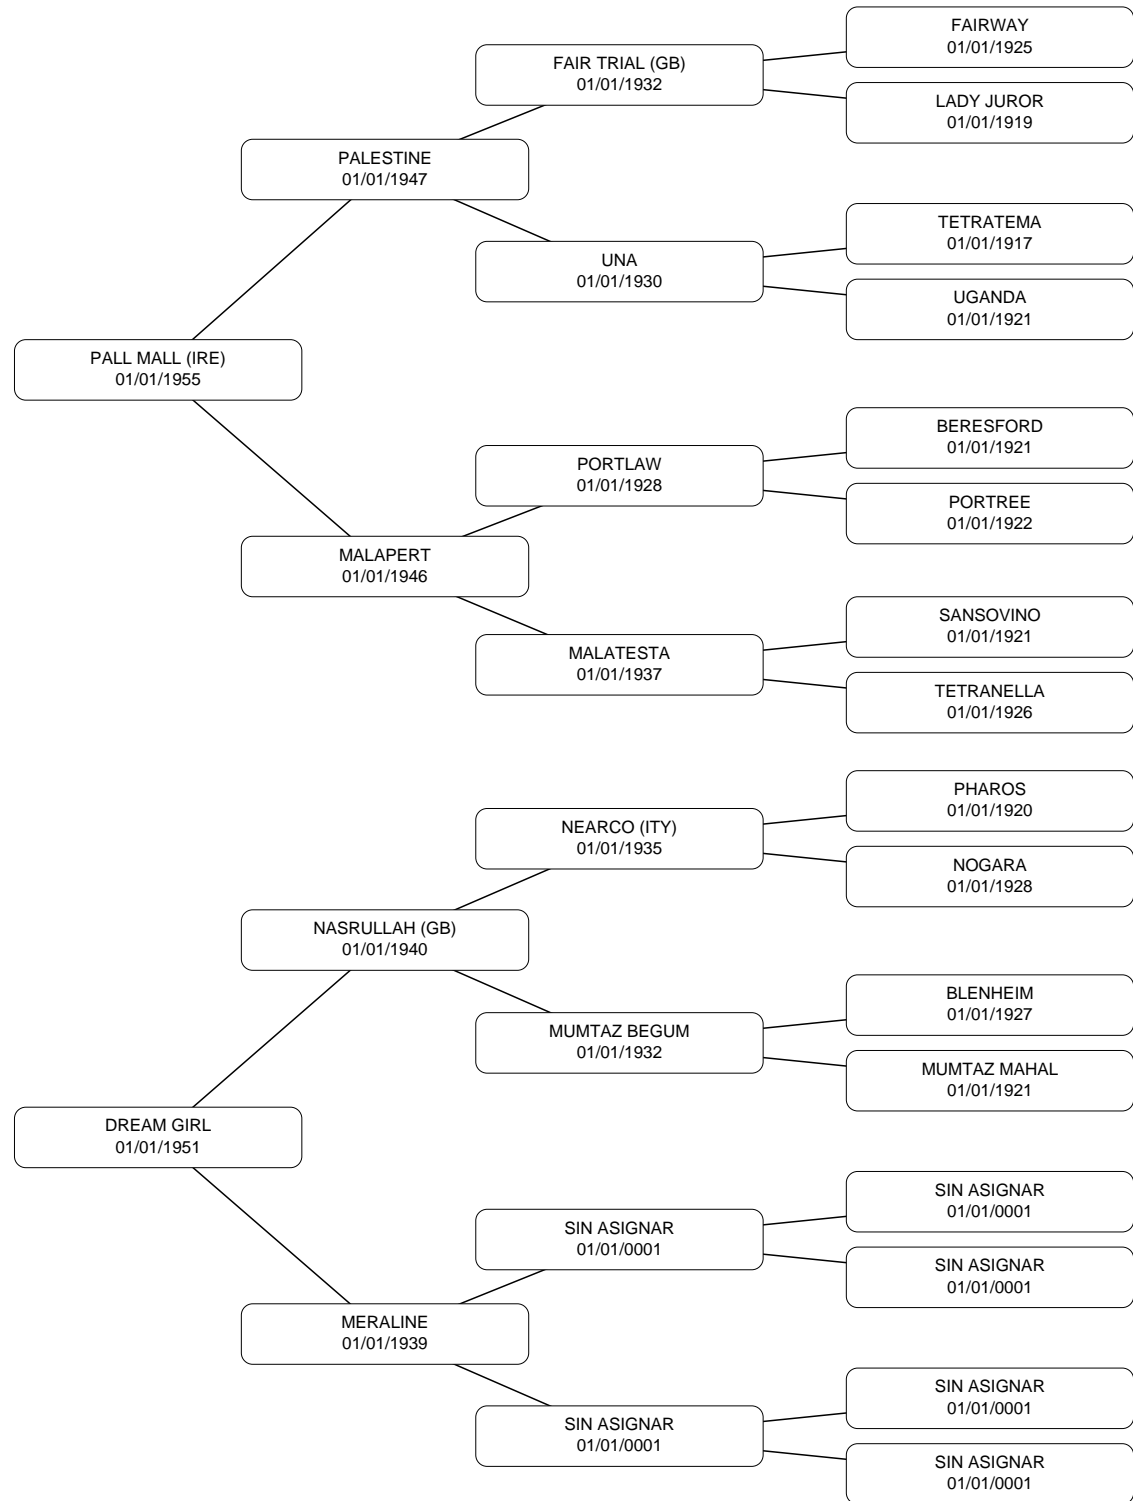 FAIRWAY
01/01/1925
FAIR TRIAL (GB)
01/01/1932
LADY JUROR
01/01/1919
PALESTINE
01/01/1947
TETRATEMA
01/01/1917
UNA
01/01/1930
UGANDA
01/01/1921
PALL MALL (IRE)
01/01/1955
BERESFORD
01/01/1921
PORTLAW
01/01/1928
PORTREE
01/01/1922
MALAPERT
01/01/1946
SANSOVINO
01/01/1921
MALATESTA
01/01/1937
TETRANELLA
01/01/1926
PHAROS
01/01/1920
NEARCO (ITY)
01/01/1935
NOGARA
01/01/1928
NASRULLAH (GB)
01/01/1940
BLENHEIM
01/01/1927
MUMTAZ BEGUM
01/01/1932
MUMTAZ MAHAL
01/01/1921
DREAM GIRL
01/01/1951
SIN ASIGNAR
01/01/0001
SIN ASIGNAR
01/01/0001
SIN ASIGNAR
01/01/0001
MERALINE
01/01/1939
SIN ASIGNAR
01/01/0001
SIN ASIGNAR
01/01/0001
SIN ASIGNAR
01/01/0001